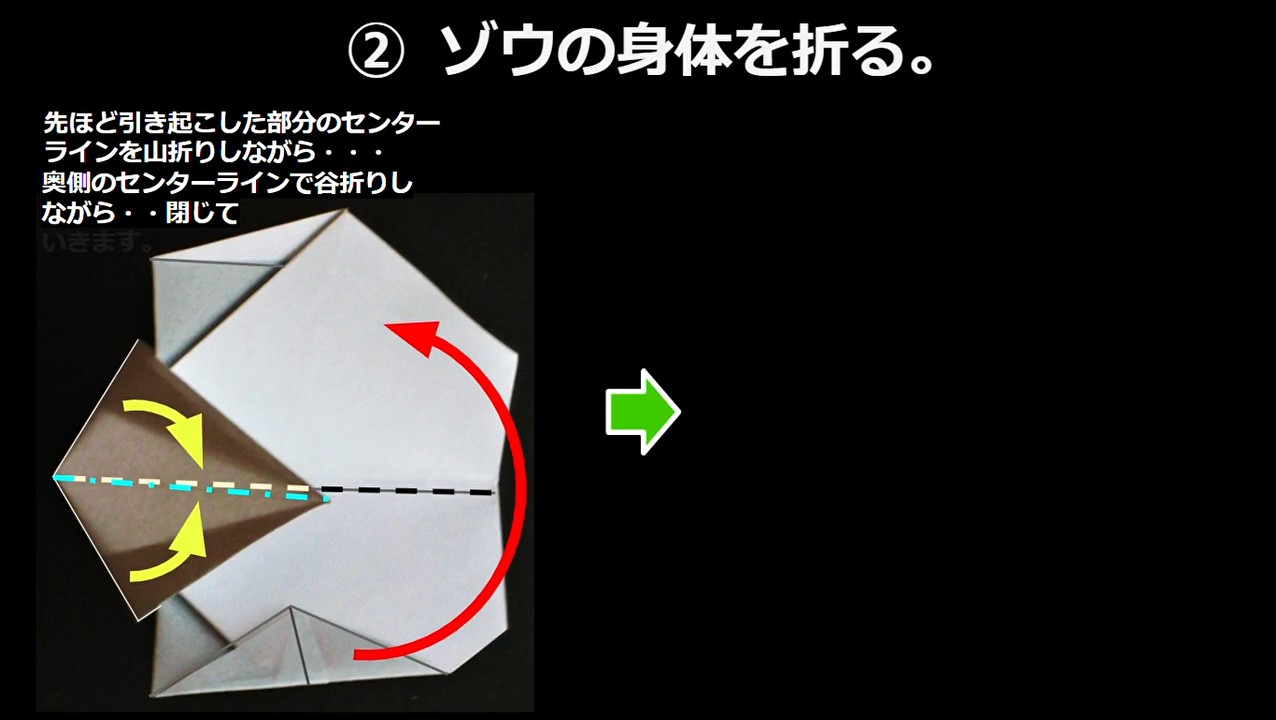 ② ゾウの身体を折る。
先ほど引き起こした部分のセンター
ラインを山折りしながら・・・
奥側のセンターラインで谷折りし
ながら・・閉じて
いきます。